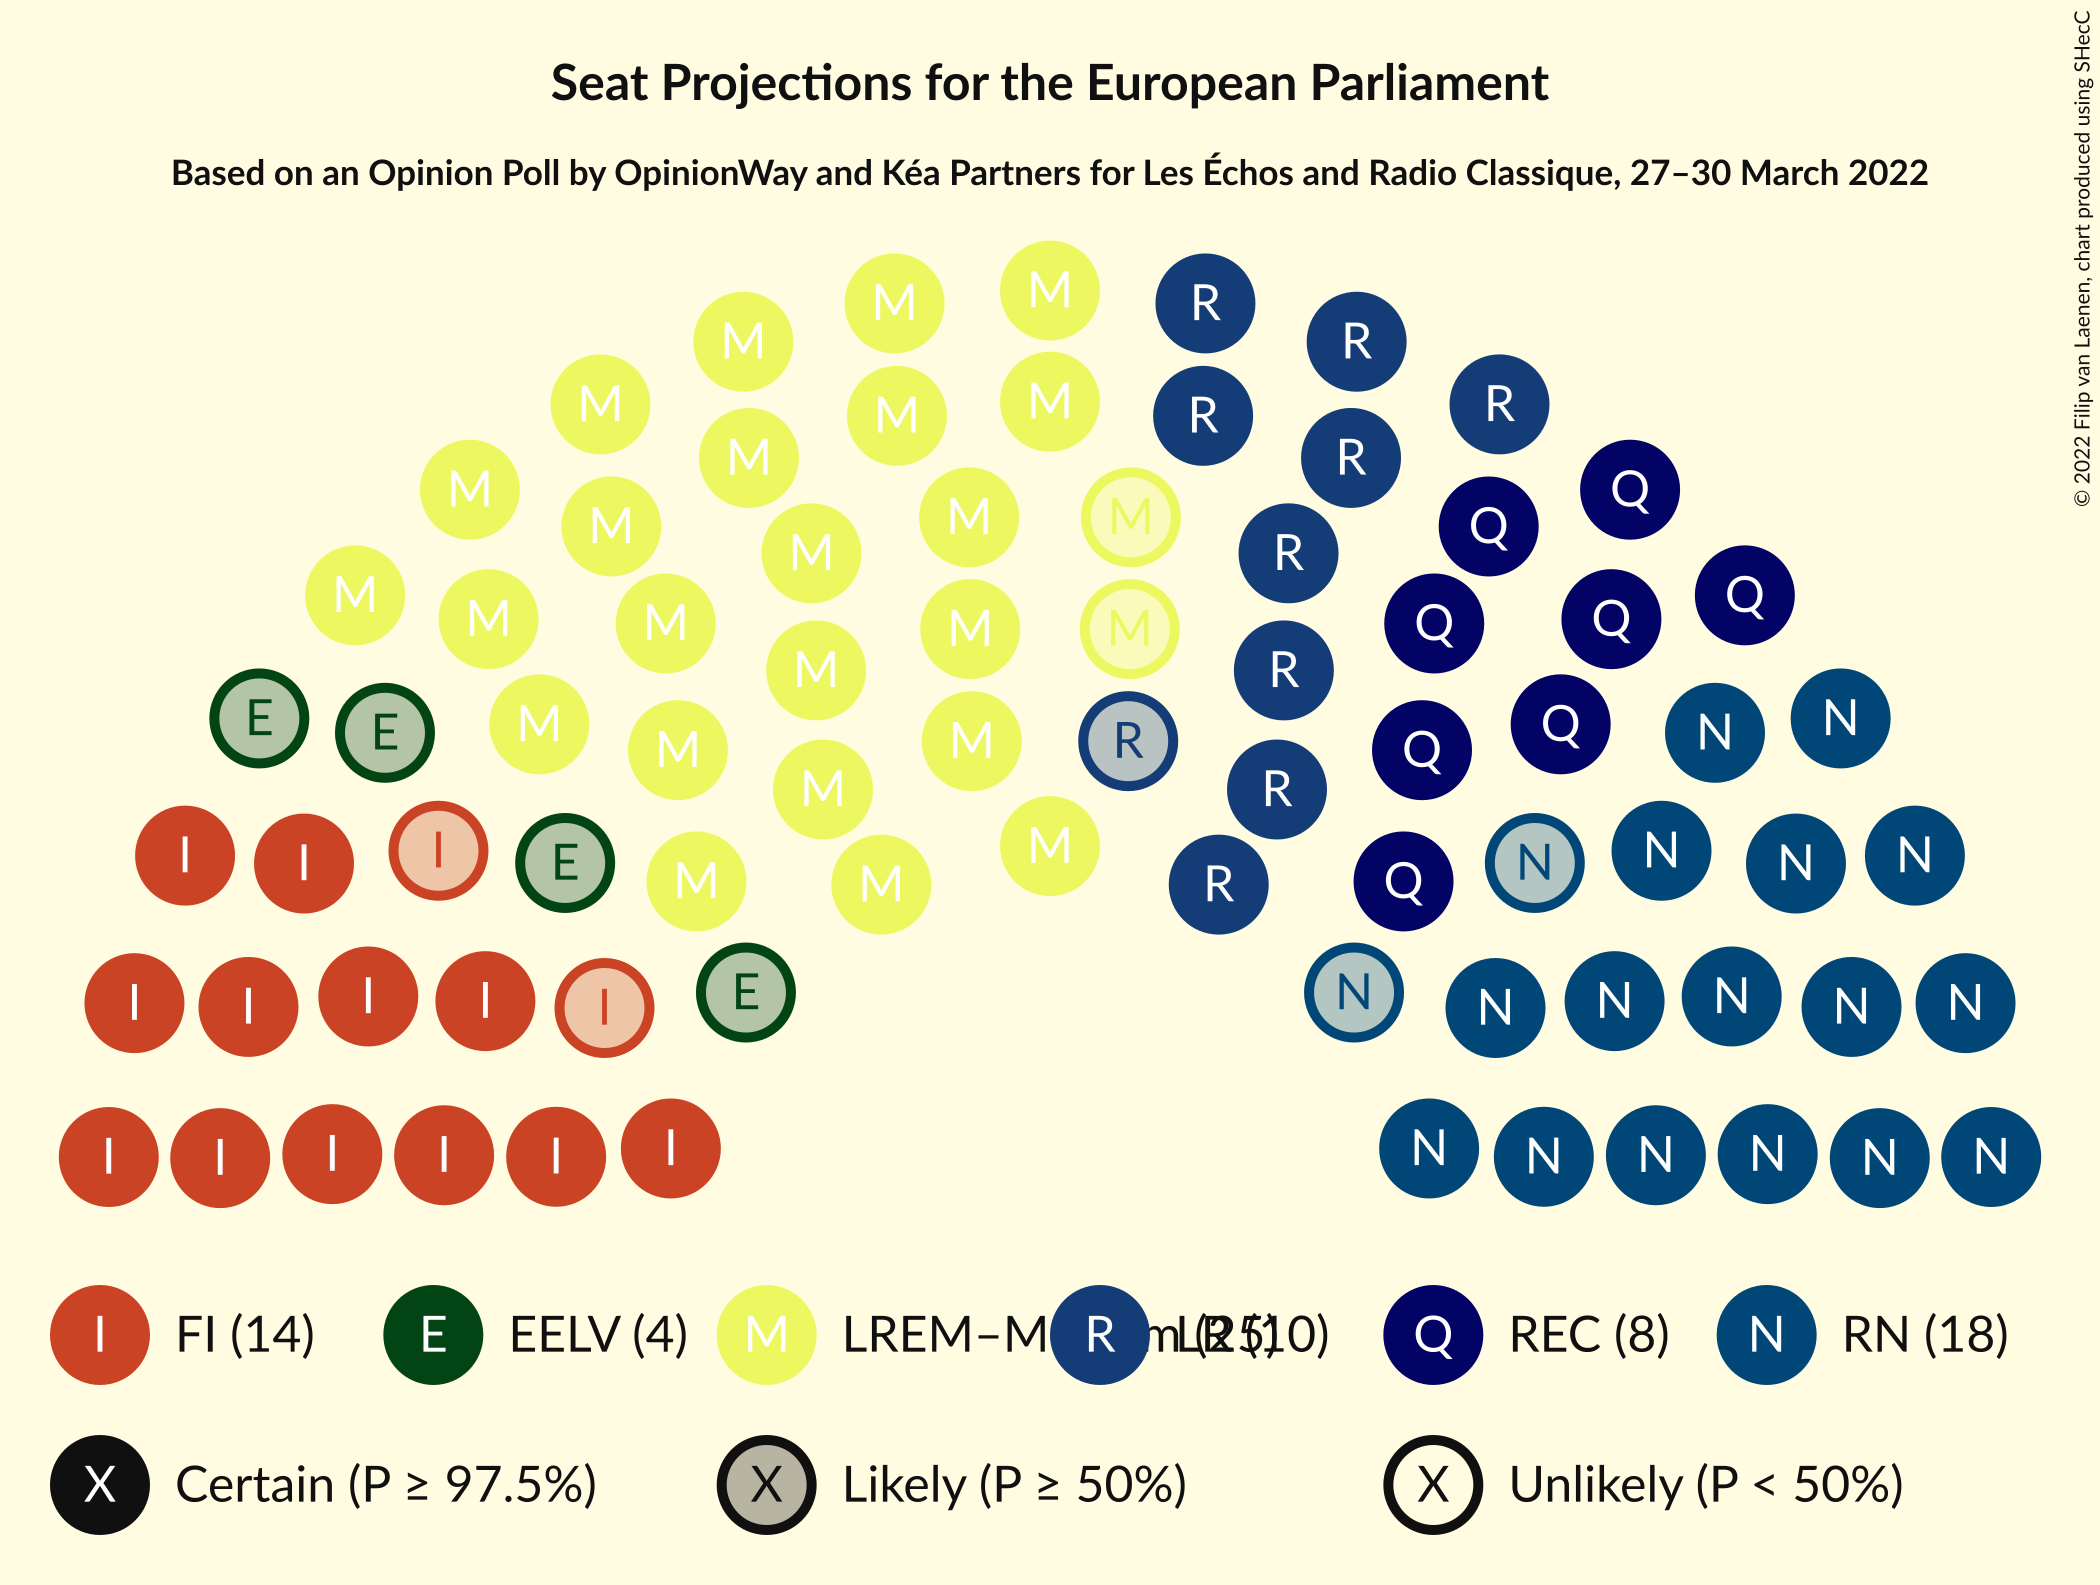 Seat Projections for the European Parliament
Based on an Opinion Poll by OpinionWay and Kéa Partners for Les Échos and Radio Classique, 27–30 March 2022
© 2022 Filip van Laenen, chart produced using SHecC
M M R
M R
M M M R R
M R
M Q
M M M Q
M R
M Q
M M M M Q Q
M R
E E M M R Q N N
M Q
M R
I I I E M N N N N
M M R Q
I I I I I E N N N N N N
I I I I I I N N N N N N
I FI (14) E EELV (4) M R LR (10) Q REC (8) N RN (18)
X Certain (P ≥ 97.5%) X Likely (P ≥ 50%) X Unlikely (P < 50%)